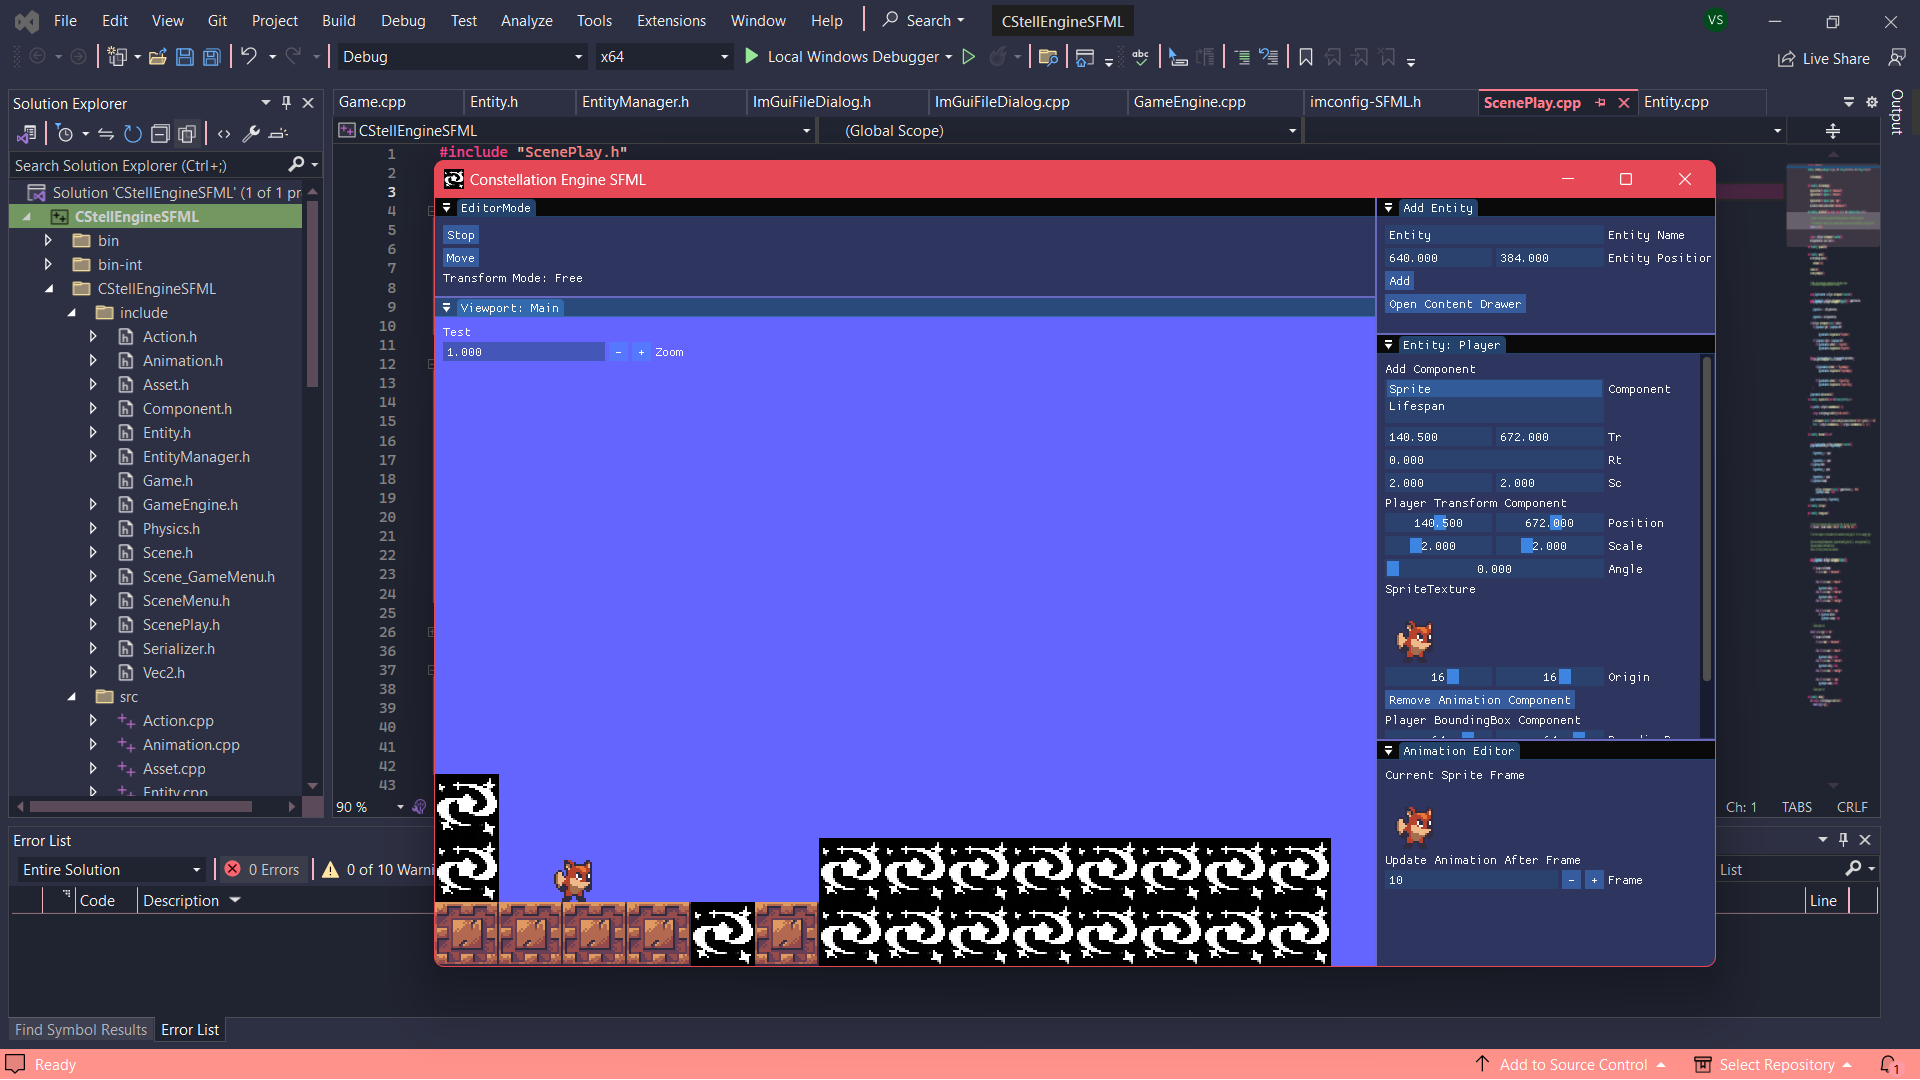 File Edit View Git Project Build Debug Test Analyze Tools Extensions Window Help Search CStellEngineSFML VS
Debug x64 Local Windows Debugger Live Share
Solution Explorer
Game.cpp Entity.h EntityManager.h ImGuiFileDialog.h ImGuiFileDialog.cpp GameEngine.cpp imconfig-SFML.h ScenePlay.cpp Entity.cpp
Output
CStellEngineSFML (Global Scope)
Search Solution Explorer (Ctrl+;)
Solution 'CStellEngineSFML' (1 of 1 pr
CStellEngineSFML
bin
bin-int
CStellEngineSFML
include
Action.h
Animation.h
Asset.h
Component.h
Entity.h
EntityManager.h
Game.h
GameEngine.h
Physics.h
Scene.h
Scene_GameMenu.h
SceneMenu.h
ScenePlay.h
Serializer.h
Vec2.h
src
Action.cpp
Animation.cpp
Asset.cpp
Entity.cpp
1 #include "ScenePlay.h"
2
3
4
5
6
7
8
9
10
11
12
13
14
15
16
17
18
19
20
21
22
23
24
25
26
36
37
38
39
40
41
42
43
90 %
Ch: 1 TABS CRLF
Constellation Engine SFML
EditorMode
Stop
Move
Transform Mode: Free
Viewport: Main
Test
1.000 - + Zoom
Add Entity
Entity Entity Name
640.000 384.000 Entity Position
Add
Open Content Drawer
Entity: Player
Add Component
Sprite Component
Lifespan
140.500 672.000 Tr
0.000 Rt
2.000 2.000 Sc
Player Transform Component
140.500 672.000 Position
2.000 2.000 Scale
0.000 Angle
SpriteTexture
16 16 Origin
Remove Animation Component
Player BoundingBox Component
Animation Editor
Current Sprite Frame
Update Animation After Frame
10 - + Frame
Error List
Entire Solution 0 Errors 0 of 10 Warni
List
Code Description Line
Find Symbol Results Error List
Ready Add to Source Control Select Repository 1